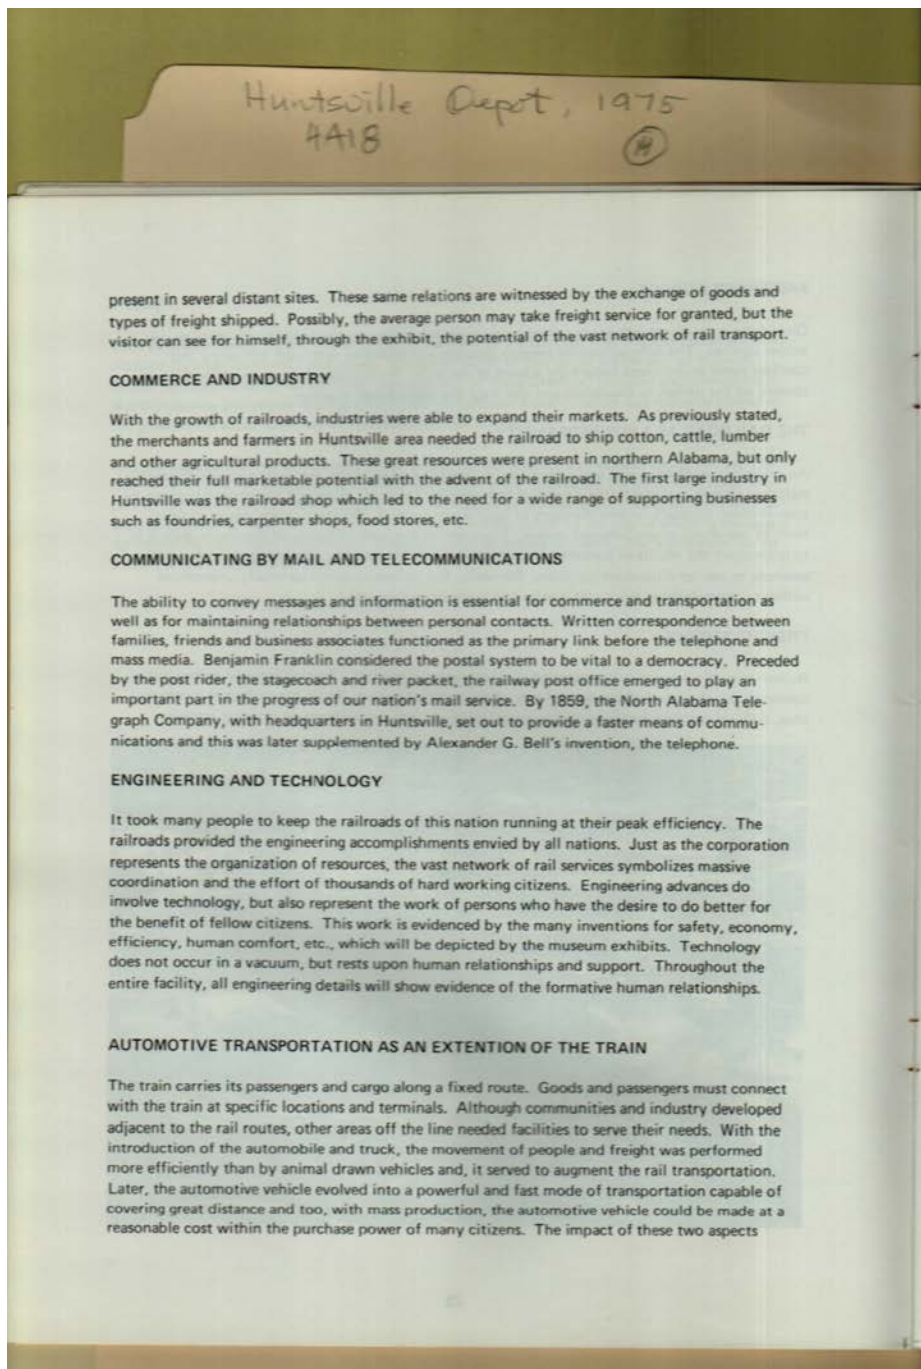 Huntsville Depot, 1975
4418
present in several distant sites. These same relations are witnessed by the exchange of goods and
types of freight shipped. Possibly, the average person may take freight service for granted, but the
visitor can see for himself, through the exhibit, the potential of the vast network of rail transport.
COMMERCE AND INDUSTRY
With the growth of railroads, industries were able to expand their markets. As previously stated,
the merchants and farmers in Huntsville area needed the railroad to ship cotton, cattle, lumber
and other agricultural products. These great resources were present in northern Alabama, but only
reached their full marketable potential with the advent of the railroad. The first large industry in
Huntsville was the railroad shop which led to the need for a wide range of supporting businesses
such as foundries, carpenter shops, food stores, etc.
COMMUNICATING BY MAIL AND TELECOMMUNICATIONS
The ability to convey messages and information is essential for commerce and transportation as
well as for maintaining relationships between personal contacts. Written correspondence between
families, friends and business associates functioned as the primary link before the telephone and
mass media. Benjamin Franklin considered the postal system to be vital to a democracy. Preceded
by the post rider, the stagecoach and river packet, the railway post office emerged to play an
important part in the progress of our nation's mail service. By 1859, the North Alabama Tele-
graph Company, with headquarters in Huntsville, set out to provide a faster means of commu-
nications and this was later supplemented by Alexander G. Bell's invention, the telephone.
ENGINEERING AND TECHNOLOGY
It took many people to keep the railroads of this nation running at their peak efficiency. The
railroads provided the engineering accomplishments envied by all nations. Just as the corporation
represents the organization of resources, the vast network of rail services symbolizes massive
coordination and the effort of thousands of hard working citizens. Engineering advances do
involve technology, but also represent the work of persons who have the desire to do better for
the benefit of fellow citizens. This work is evidenced by the many inventions for safety, economy,
efficiency, human comfort, etc., which will be depicted by the museum exhibits. Technology
does not occur in a vacuum, but rests upon human relationships and support. Throughout the
entire facility, all engineering details will show evidence of the formative human relationships.
AUTOMOTIVE TRANSPORTATION AS AN EXTENTION OF THE TRAIN
The train carries its passengers and cargo along a fixed route. Goods and passengers must connect
with the train at specific locations and terminals. Although communities and industry developed
adjacent to the rail routes, other areas off the line needed facilities to serve their needs. With the
introduction of the automobile and truck, the movement of people and freight was performed
more efficiently than by animal drawn vehicles and, it served to augment the rail transportation.
Later, the automotive vehicle evolved into a powerful and fast mode of transportation capable of
covering great distance and too, with mass production, the automotive vehicle could be made at a
reasonable cost within the purchase power of many citizens. The impact of these two aspects